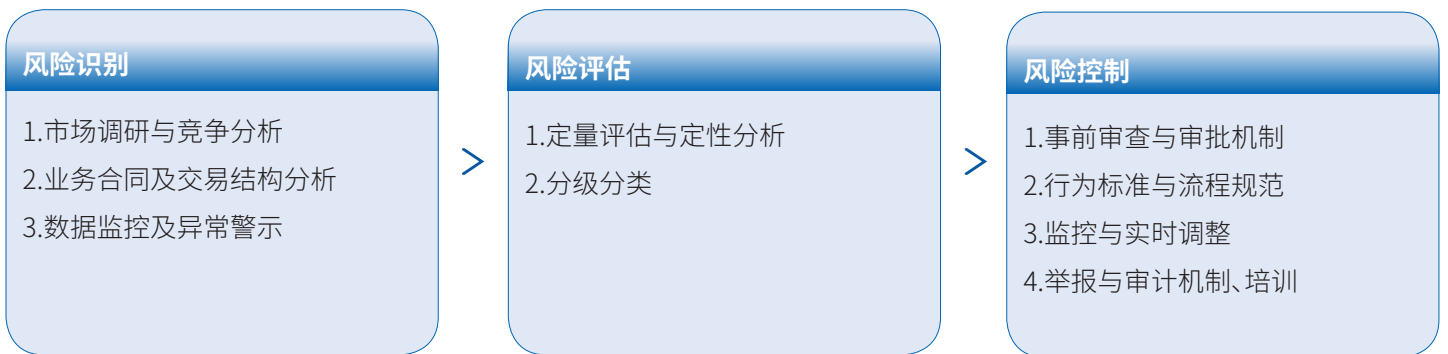 风险识别
1.市场调研与竞争分析
2.业务合同及交易结构分析
3.数据监控及异常警示
>
风险评估
1.定量评估与定性分析
2.分级分类
>
风险控制
1.事前审查与审批机制
2.行为标准与流程规范
3.监控与实时调整
4.举报与审计机制、培训